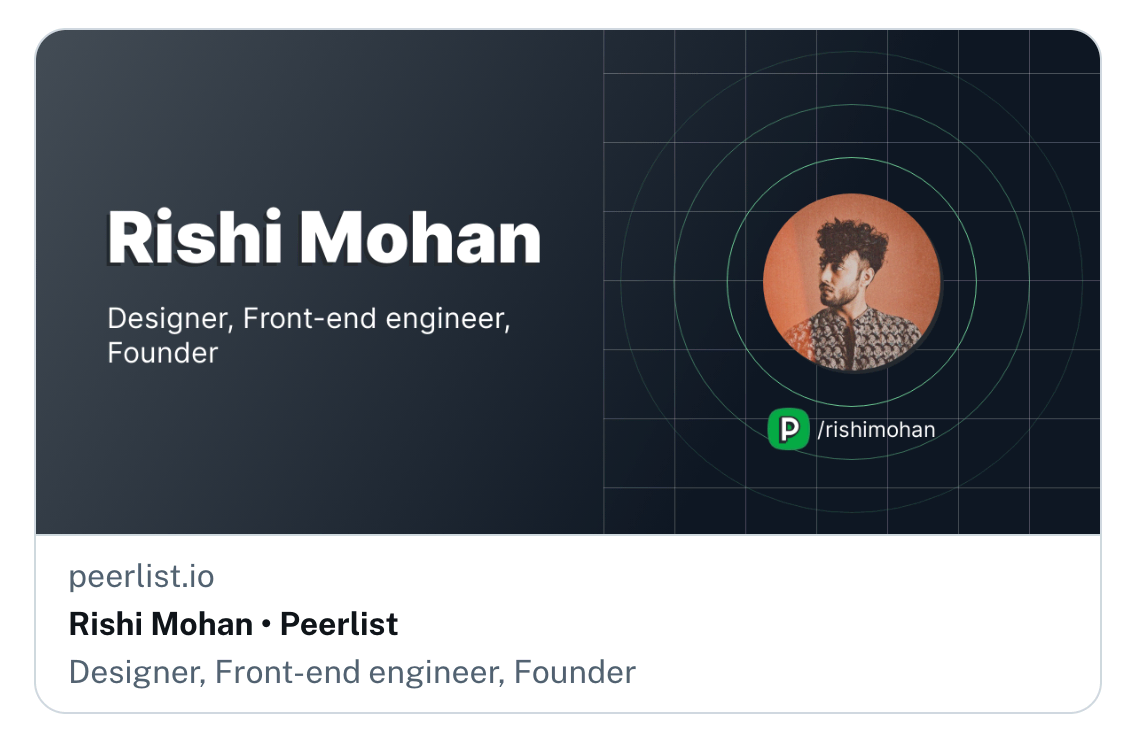 Rishi Mohan
Designer, Front-end engineer,
Founder
P /rishimohan
peerlist.io
Rishi Mohan • Peerlist
Designer, Front-end engineer, Founder